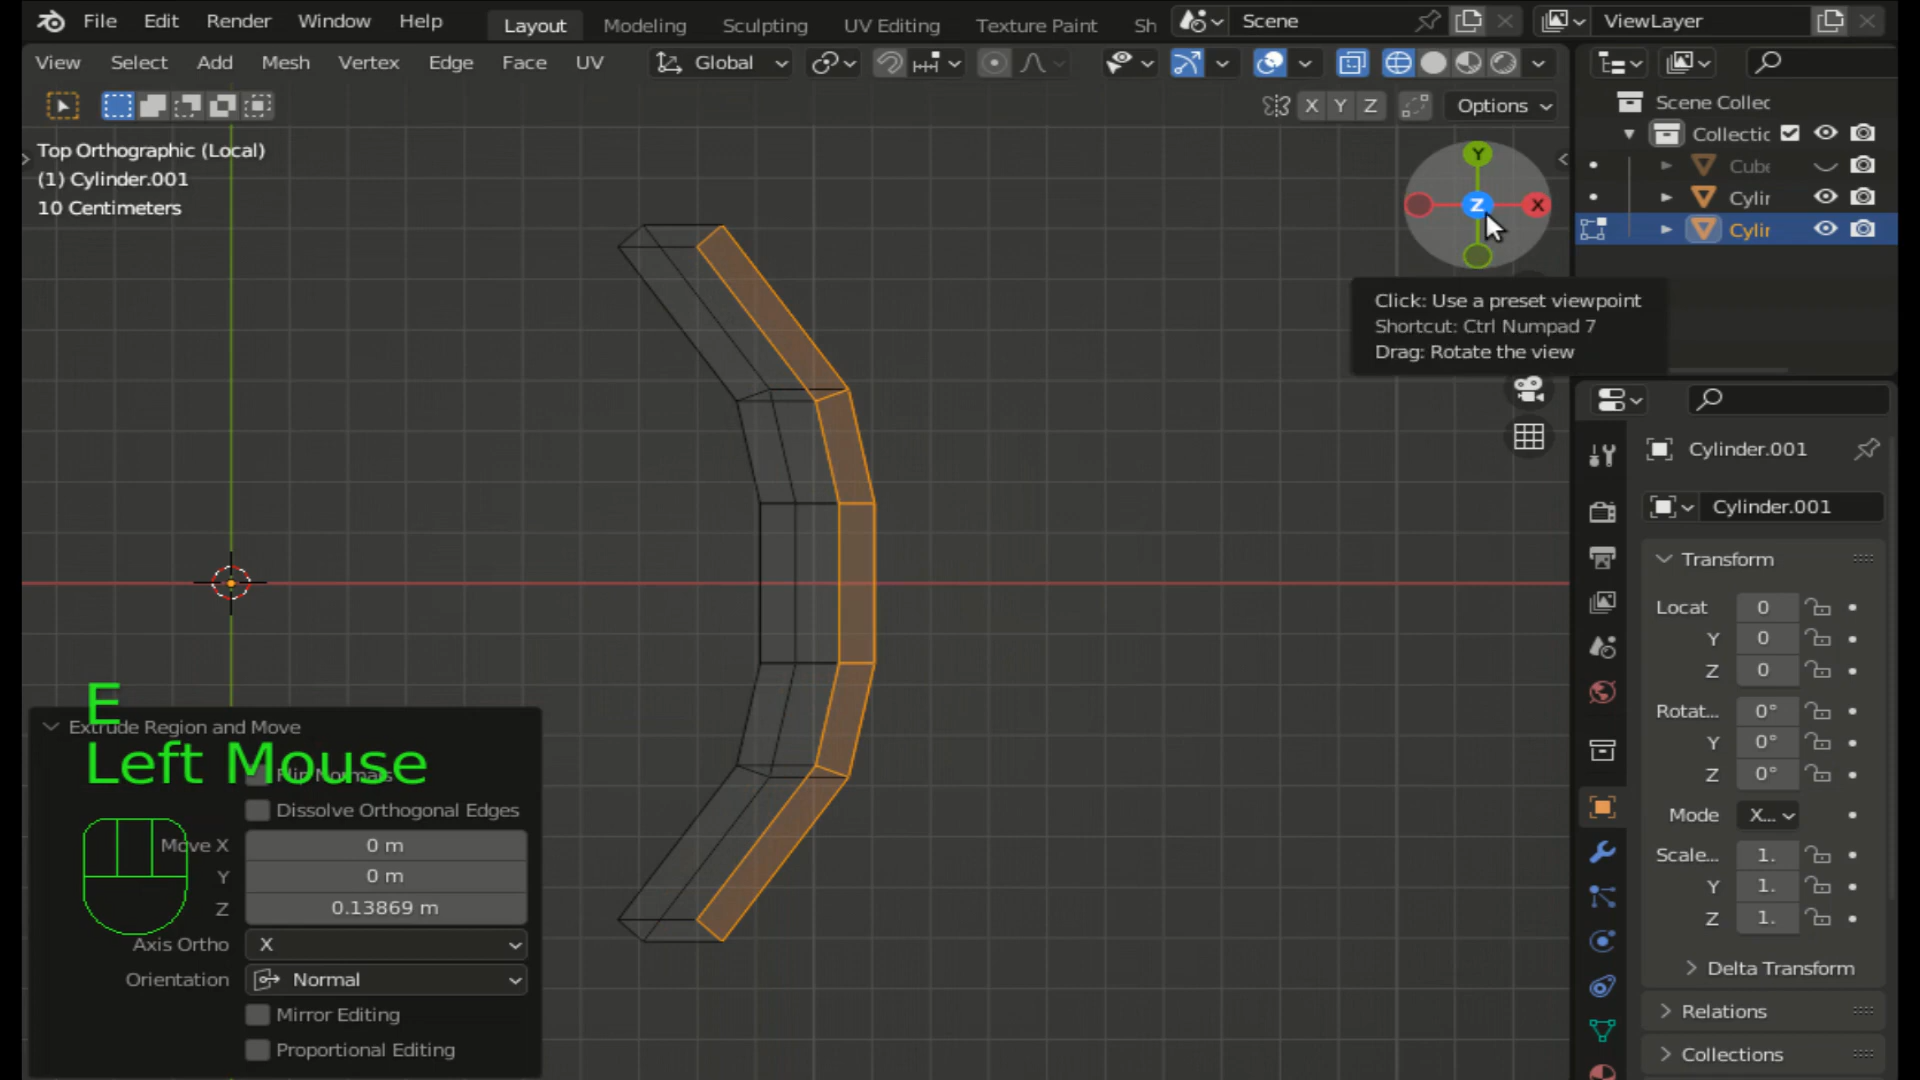 File Edit Render Window Help Layout Modeling Sculpting UV Editing Texture Paint Sh Scene ViewLayer
View Select Add Mesh Vertex Edge Face UV Global
X Y Z Options
Top Orthographic (Local)
(1) Cylinder.001
10 Centimeters
Y
Z
X
Click: Use a preset viewpoint
Shortcut: Ctrl Numpad 7
Drag: Rotate the view
Scene Collec
Collectic
Cube
Cylir
Cylir
Cylinder.001
Cylinder.001
Transform
Locat 0
Y 0
Z 0
Rotat... 0°
Y 0°
Z 0°
Mode X...
Scale... 1.
Y 1.
Z 1.
Delta Transform
Relations
Collections
E
Extrude Region and Move
Left Mouse
Flip Normals
Dissolve Orthogonal Edges
Move X 0 m
Y 0 m
Z 0.13869 m
Axis Ortho X
Orientation Normal
Mirror Editing
Proportional Editing